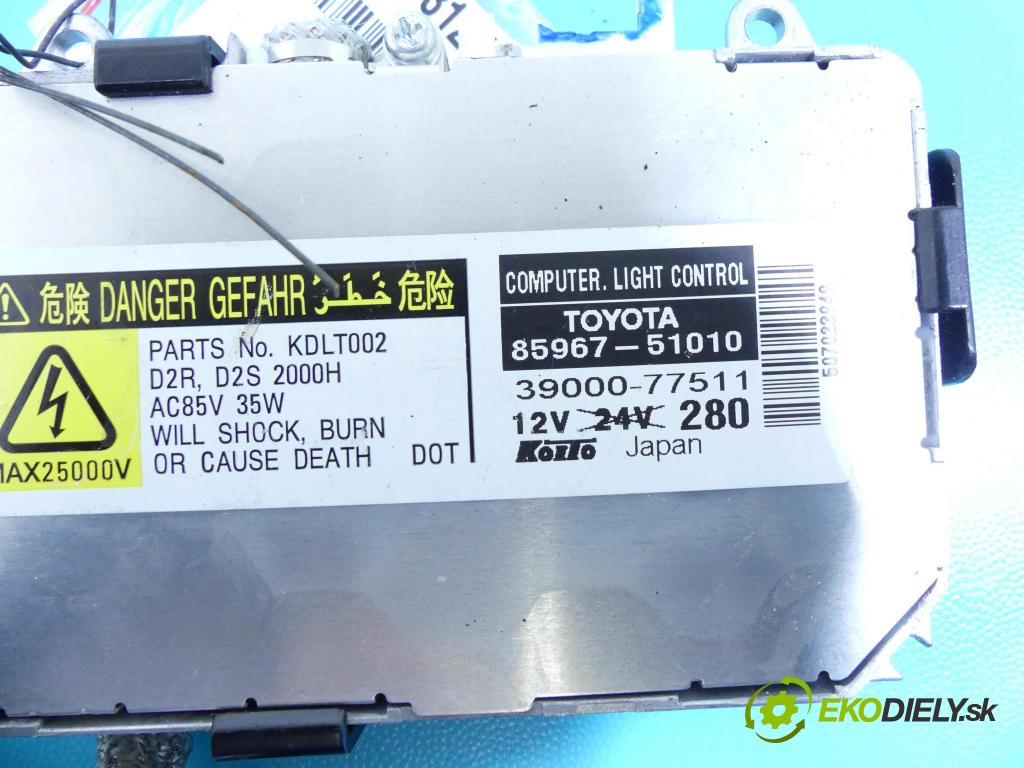 812
危険 DANGER GEFAHR خطر 危险
PARTS No. KDLT002
D2R, D2S 2000H
AC85V 35W
WILL SHOCK, BURN
OR CAUSE DEATH DOT
MAX25000V
COMPUTER. LIGHT CONTROL
TOYOTA
85967-51010
39000-77511
12V 24V 280
KOITO Japan
EKODIELY.sk